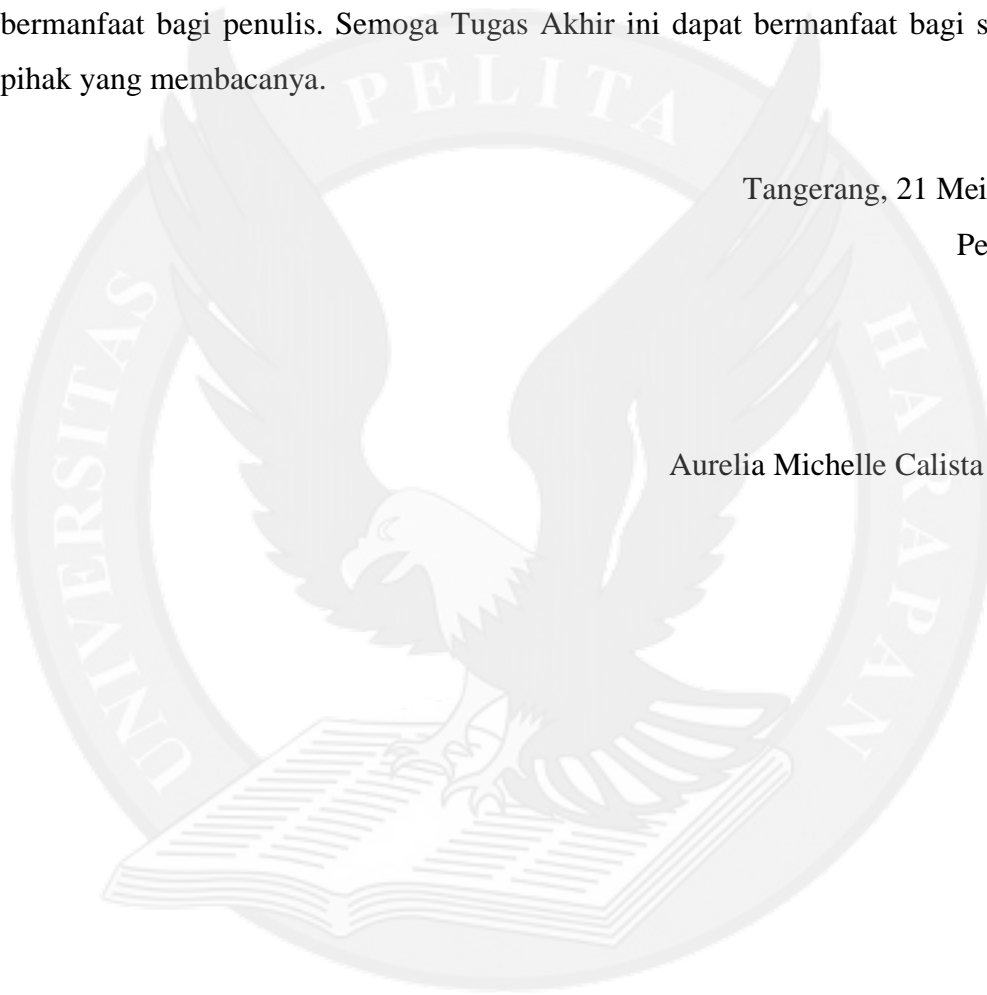 bermanfaat bagi penulis. Semoga Tugas Akhir ini dapat bermanfaat bagi s
pihak yang membacanya.
Tangerang, 21 Mei
Pe
Aurelia Michelle Calista
UNIVERSITAS PELITA HARAPAN